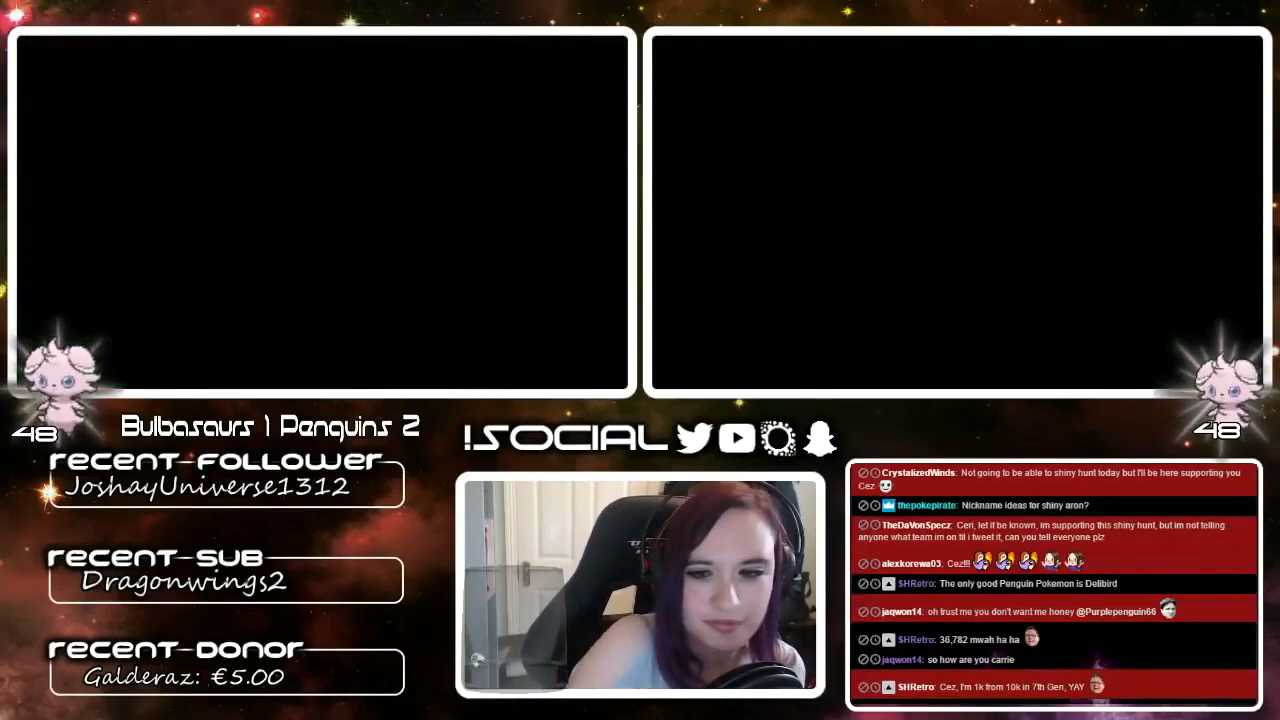 48
Bulbasaurs 1 Penguins 2
recent follower
JoshayUniverse1312
recent sub
Dragonwings2
recent donor
Galderaz: €5.00
!SOCIAL
48
CrystalizedWinds: Not going to be able to shiny hunt today but I'll be here supporting you
Cez
thepokepirate: Nickname ideas for shiny aron?
TheDaVonSpecz: Ceri, let it be known, im supporting this shiny hunt, but im not telling
anyone what team im on til i tweet it, can you tell everyone plz
alexkorewa03: Cez!!!
SHRetro: The only good Penguin Pokemon is Delibird
jaqwon14: oh trust me you don't want me honey @Purplepenguin66
SHRetro: 36,782 mwah ha ha
jaqwon14: so how are you carrie
SHRetro: Cez, I'm 1k from 10k in 7th Gen, YAY